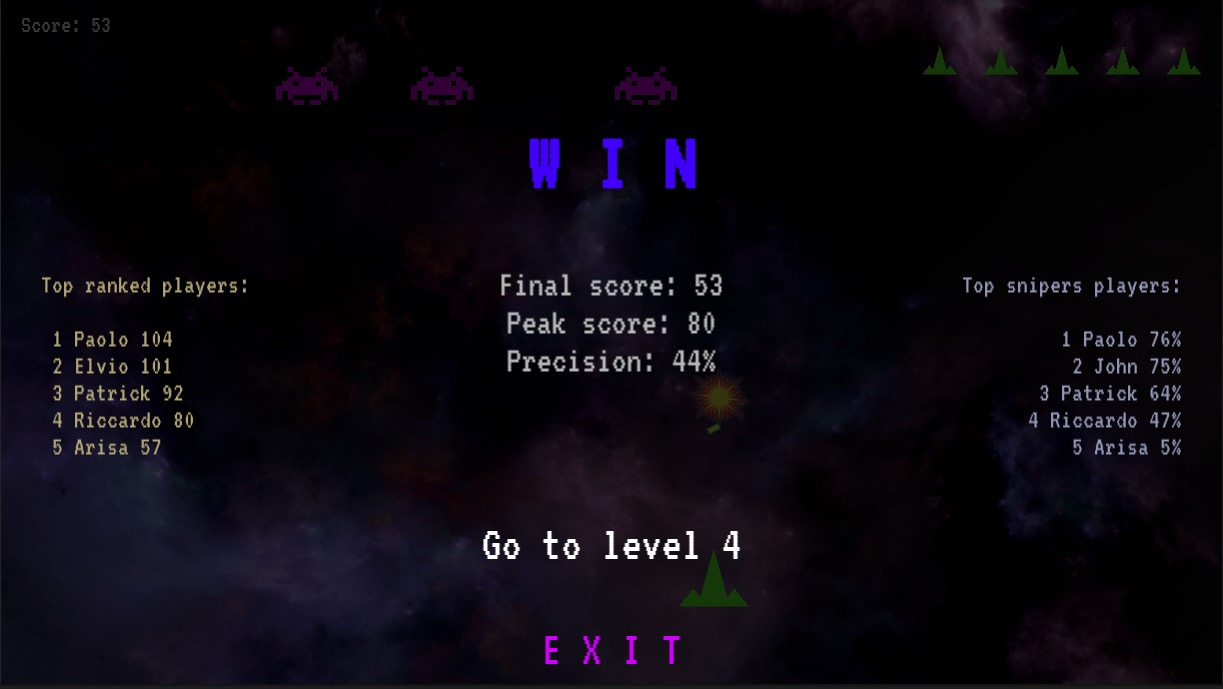 Score: 53
W I N
Top ranked players:
1 Paolo 104
2 Elvio 101
3 Patrick 92
4 Riccardo 80
5 Arisa 57
Final score: 53
Peak score: 80
Precision: 44%
Top snipers players:
1 Paolo 76%
2 John 75%
3 Patrick 64%
4 Riccardo 47%
5 Arisa 5%
Go to level 4
E X I T